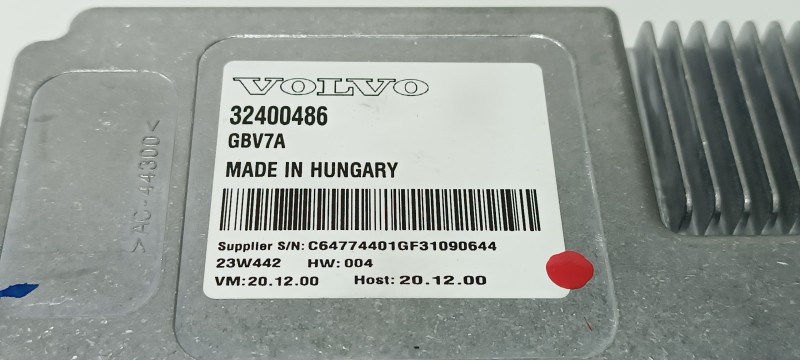 VOLVO
32400486
GBV7A
MADE IN HUNGARY
Supplier S/N: C64774401GF31090644
23W442 HW: 004
VM: 20.12.00 Host: 20.12.00
>AC-44300<